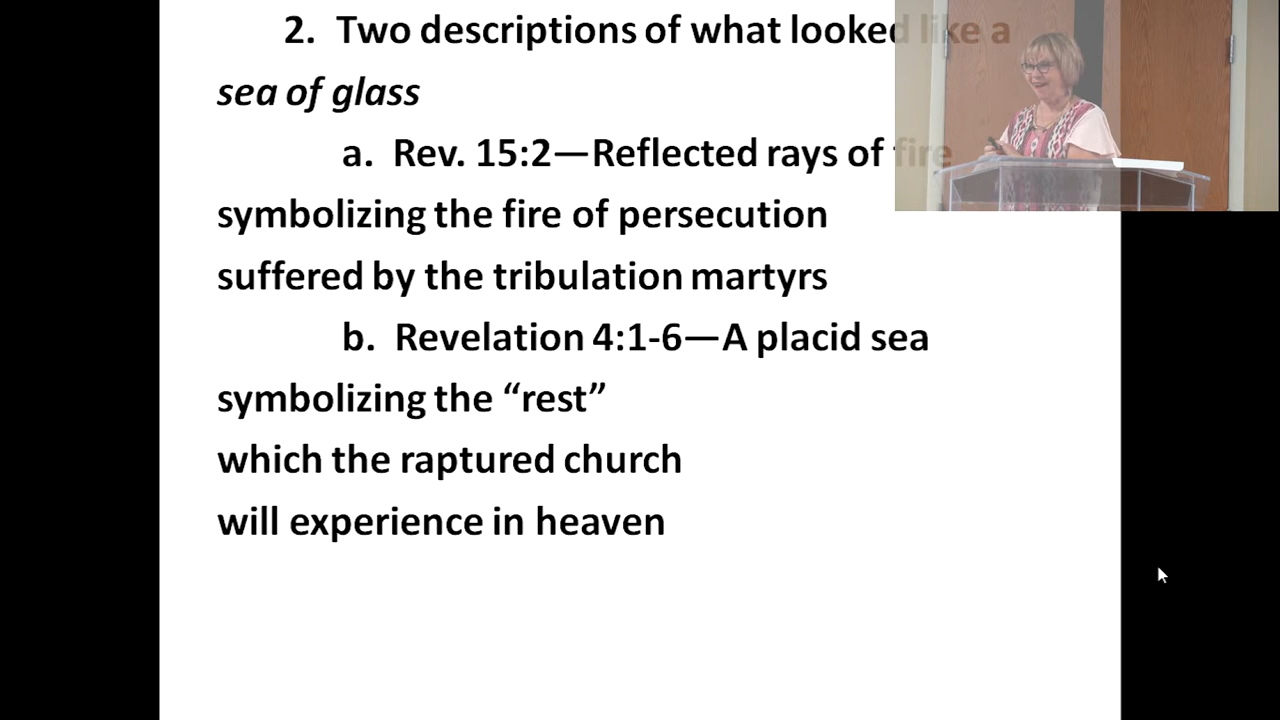 2. Two descriptions of what looked like a
sea of glass
a. Rev. 15:2—Reflected rays of fire
symbolizing the fire of persecution
suffered by the tribulation martyrs
b. Revelation 4:1-6—A placid sea
symbolizing the “rest”
which the raptured church
will experience in heaven